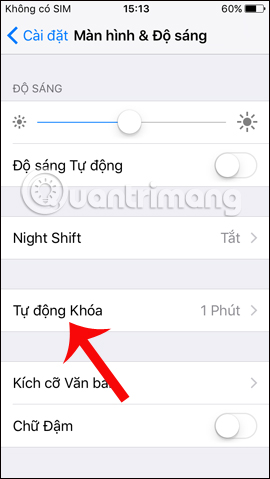 Không có SIM 15:13 60%
Cài đặt Màn hình & Độ sáng
ĐỘ SÁNG
Độ sáng Tự động
Quantrimang
Night Shift Tắt
Tự động Khóa 1 Phút
Kích cỡ Văn bả
Chữ Đậm